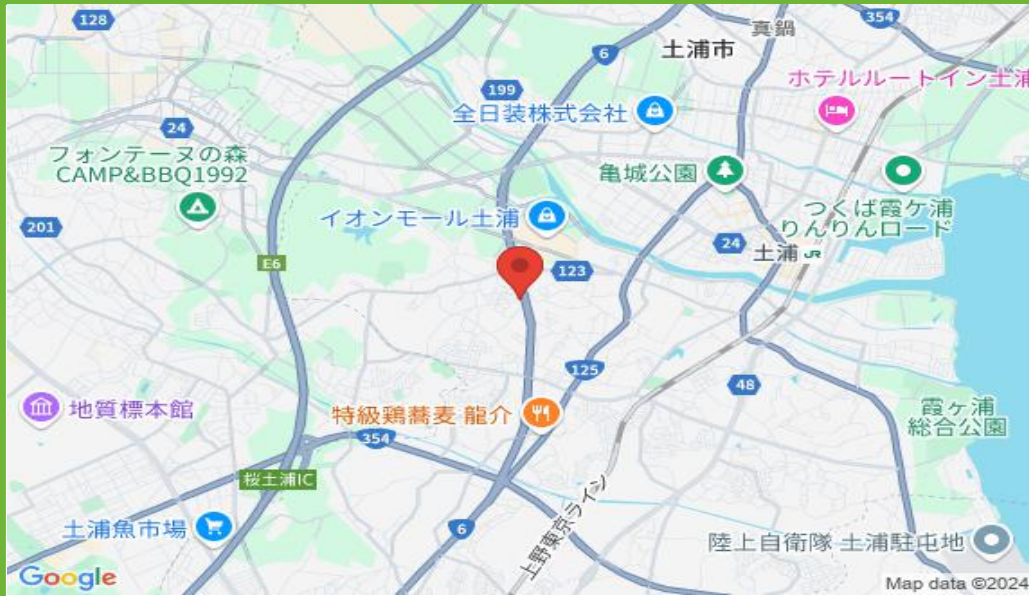 128
354
真鍋
土浦市
6
ホテルルートイン土浦
199
全日装株式会社
24
フォンテーヌの森
CAMP&BBQ1992
亀城公園
イオンモール土浦
つくば霞ケ浦
りんりんロード
201
24
土浦 JR
E6
123
125
48
地質標本館
特級鶏蕎麦 龍介
霞ヶ浦
総合公園
354
桜土浦IC
土浦魚市場
6
上野東京ライン
陸上自衛隊 土浦駐屯地
Google
Map data ©2024